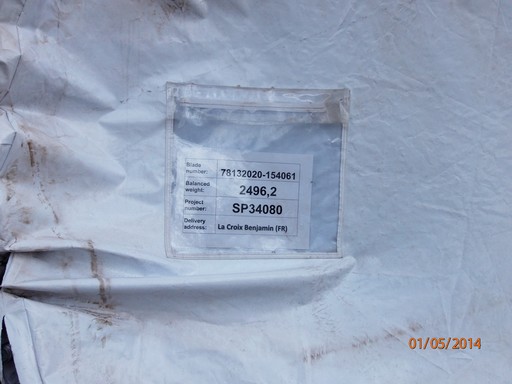 Blade number: 78132020-154061
Balanced weight: 2496,2
Project number: SP34080
Delivery address: La Croix Benjamin (FR)
01/05/2014